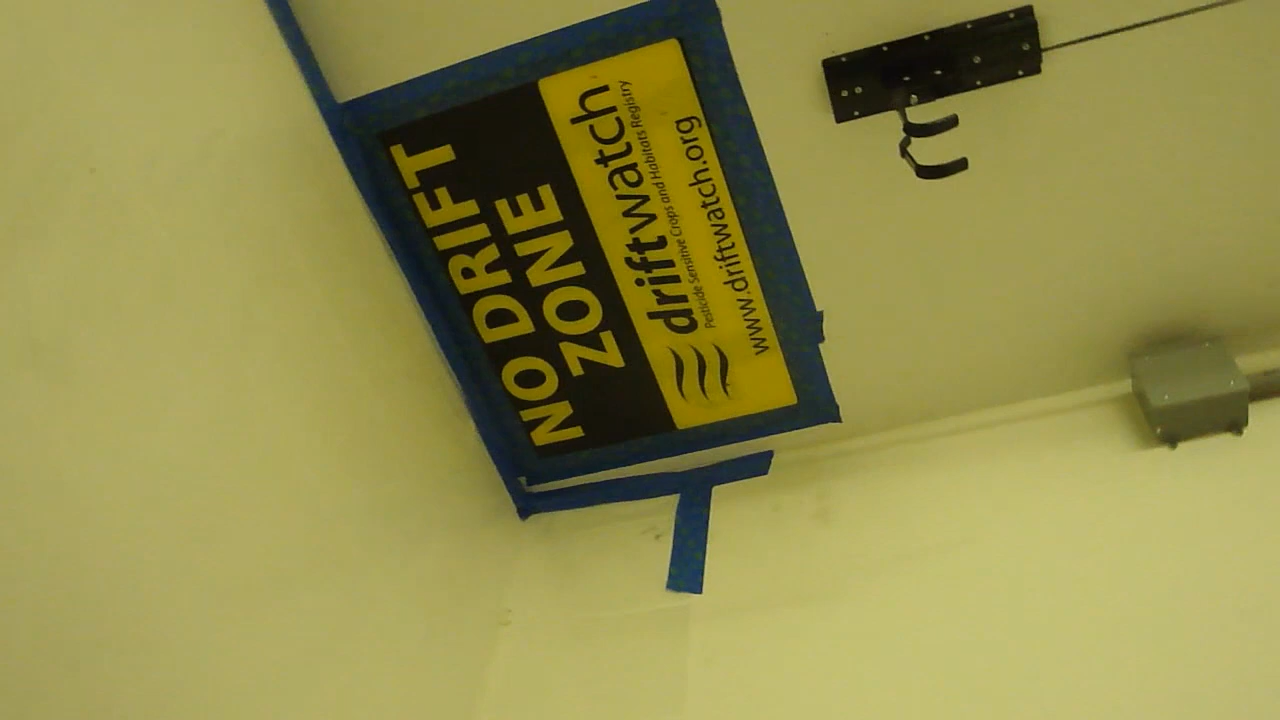 NO DRIFT
ZONE
driftwatch
Pesticide Sensitive Crops and Habitats Registry
www.driftwatch.org